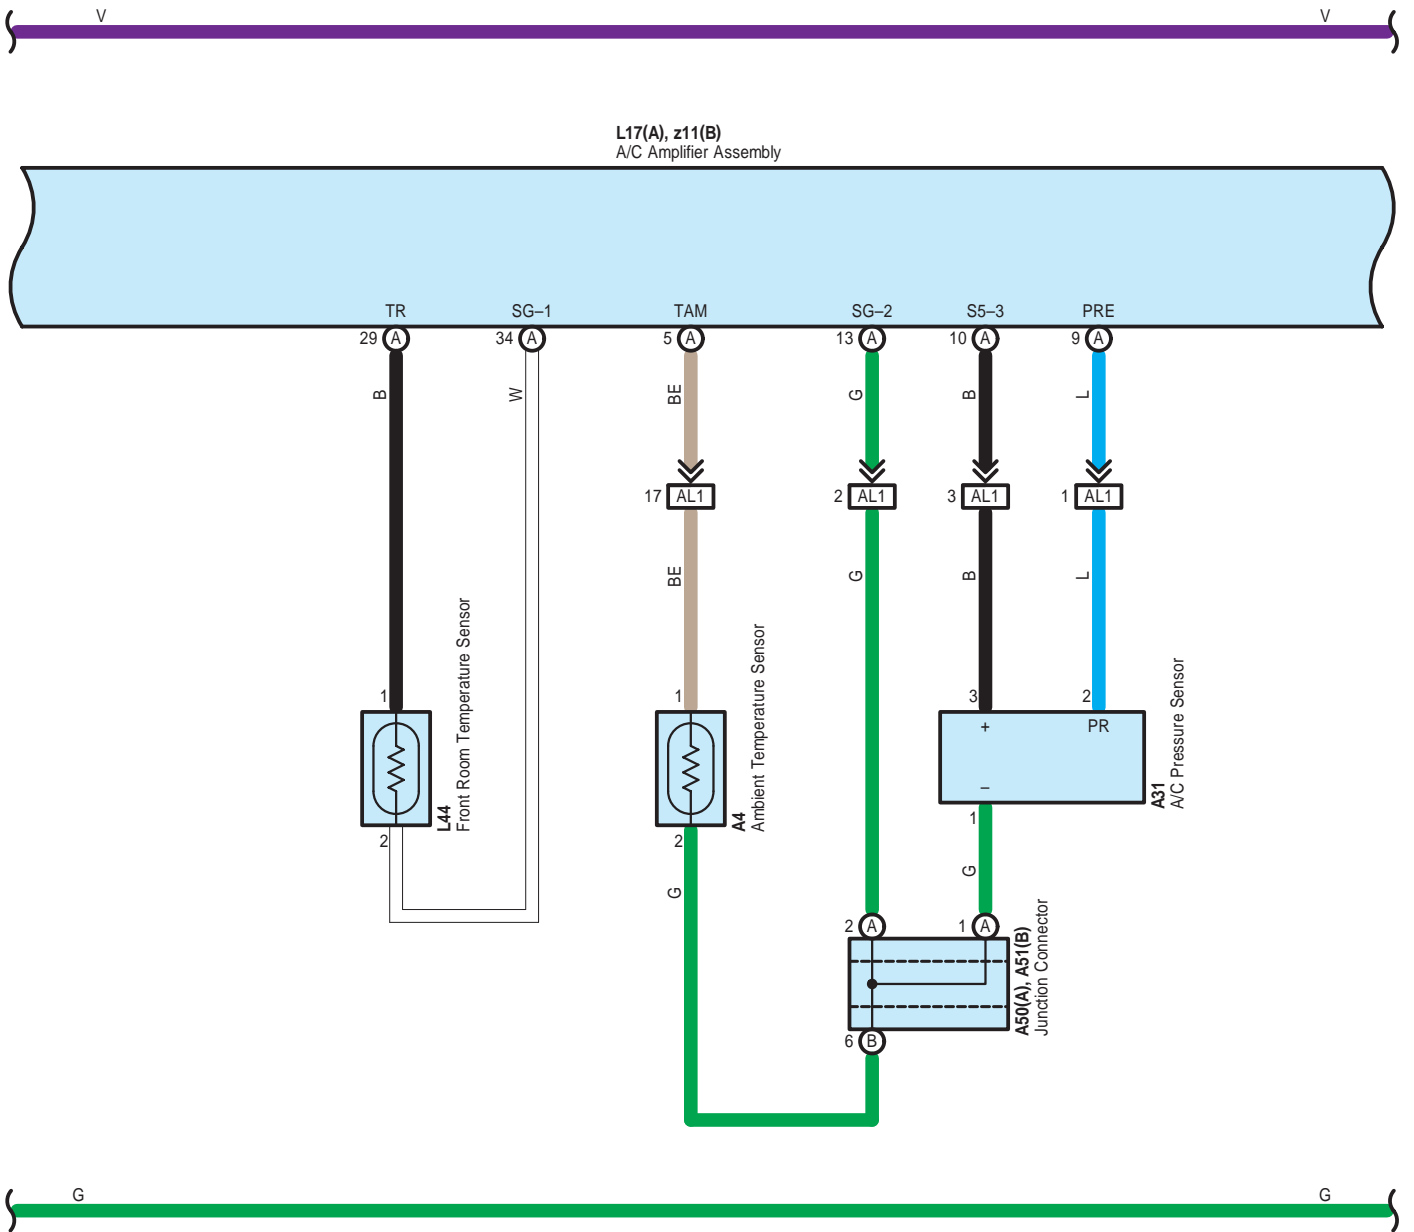 V V
L17(A), z11(B)
A/C Amplifier Assembly
TR SG–1 TAM SG–2 S5–3 PRE
29 A 34 A 5 A 13 A 10 A 9 A
B W BE G B L
17 AL1 2 AL1 3 AL1 1 AL1
BE G B L
1 1 3 2
+ PR
–
L44
Front Room Temperature Sensor
A4
Ambient Temperature Sensor
A31
A/C Pressure Sensor
2 2 1
G G
2 A 1 A
A50(A), A51(B)
Junction Connector
6 B
G G